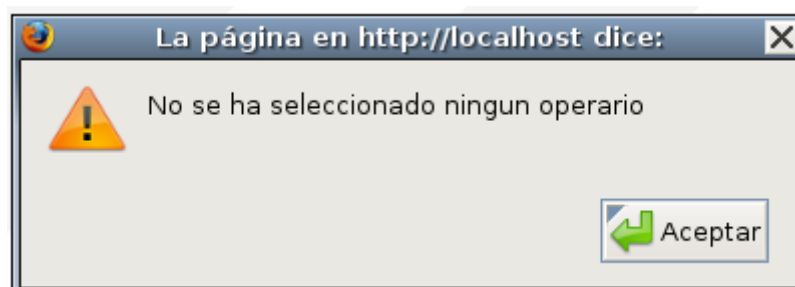 La página en http://localhost dice:
No se ha seleccionado ningun operario
Aceptar